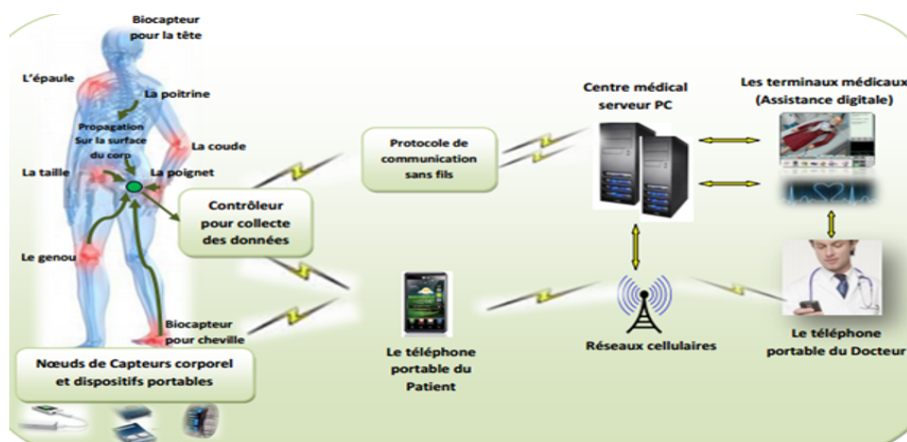 Biocapteur
pour la tête
L'épaule
La poitrine
Propagation
Sur la surface
du corp
La coude
La taille
La poignet
Contrôleur
pour collecte
des données
Le genou
Biocapteur
pour cheville
Nœuds de Capteurs corporel
et dispositifs portables
Protocole de
communication
sans fils
Le téléphone
portable du
Patient
Centre médical
serveur PC
Les terminaux médicaux
(Assistance digitale)
Réseaux cellulaires
Le téléphone
portable du Docteur